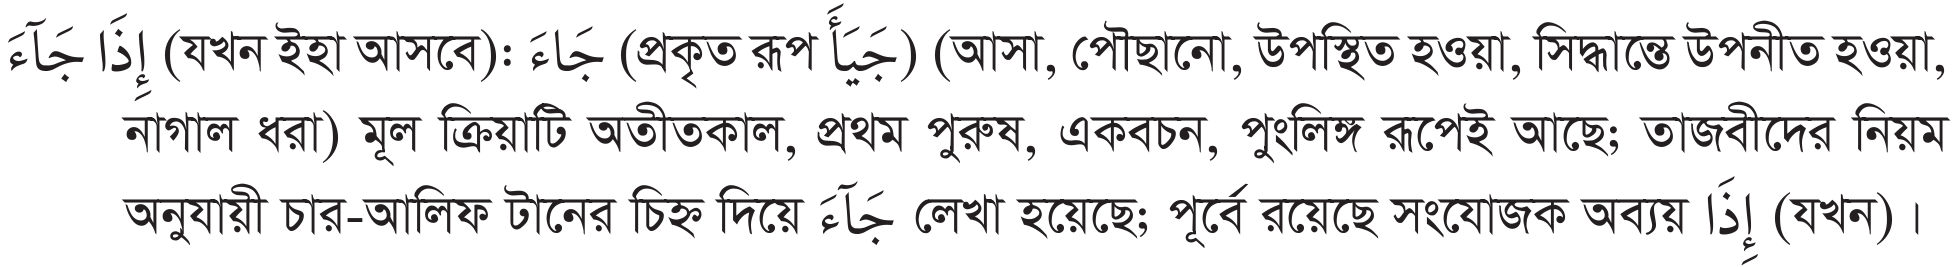 إِذَا جَآءَ (যখন ইহা আসবে): جَاءَ (প্রকৃত রূপ جَيَأَ) (আসা, পৌছানো, উপস্থিত হওয়া, সিদ্ধান্তে উপনীত হওয়া,
নাগাল ধরা) মূল ক্রিয়াটি অতীতকাল, প্রথম পুরুষ, একবচন, পুংলিঙ্গ রূপেই আছে; তাজবীদের নিয়ম
অনুযায়ী চার-আলিফ টানের চিহ্ন দিয়ে جَآءَ লেখা হয়েছে; পূর্বে রয়েছে সংযোজক অব্যয় إِذَا (যখন)।